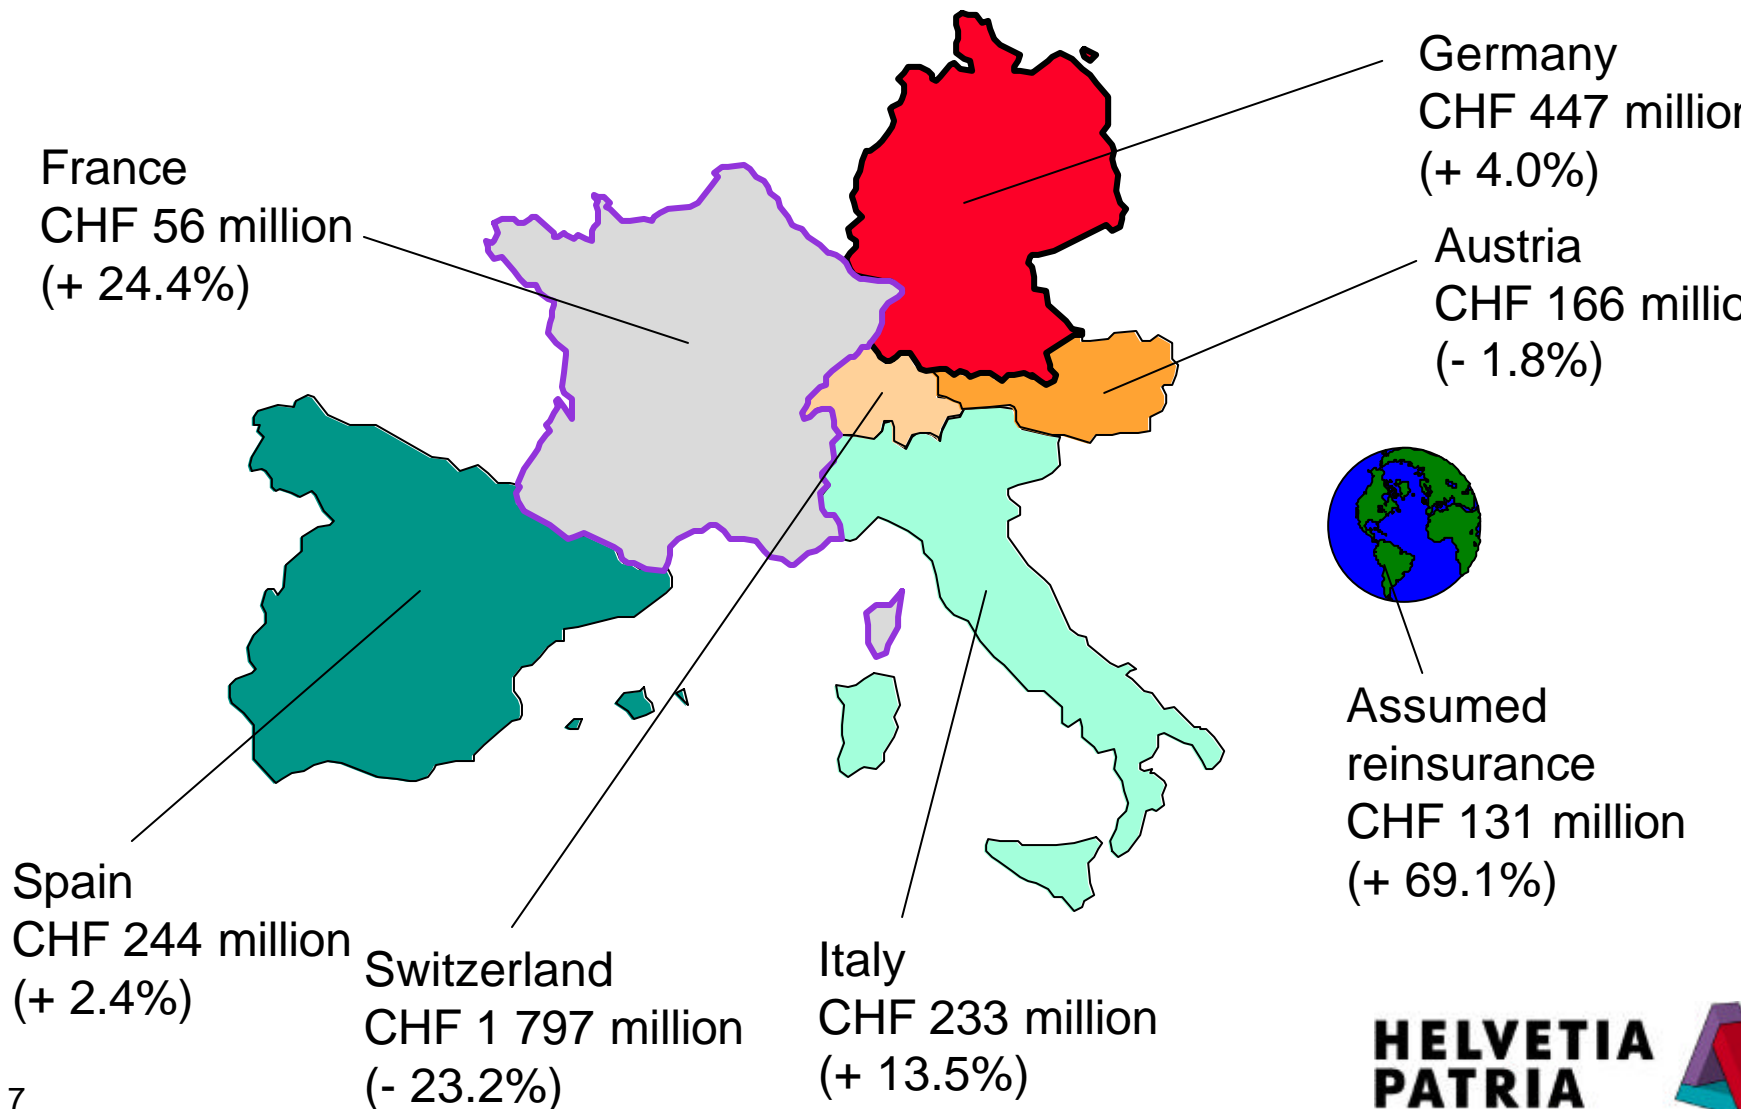 Germany
CHF 447 million
(+ 4.0%)
France
CHF 56 million
(+ 24.4%)
Austria
CHF 166 millio
(- 1.8%)
Assumed
reinsurance
CHF 131 million
(+ 69.1%)
Spain
CHF 244 million
(+ 2.4%)
Switzerland
CHF 1 797 million
(- 23.2%)
Italy
CHF 233 million
(+ 13.5%)
HELVETIA
PATRIA
7